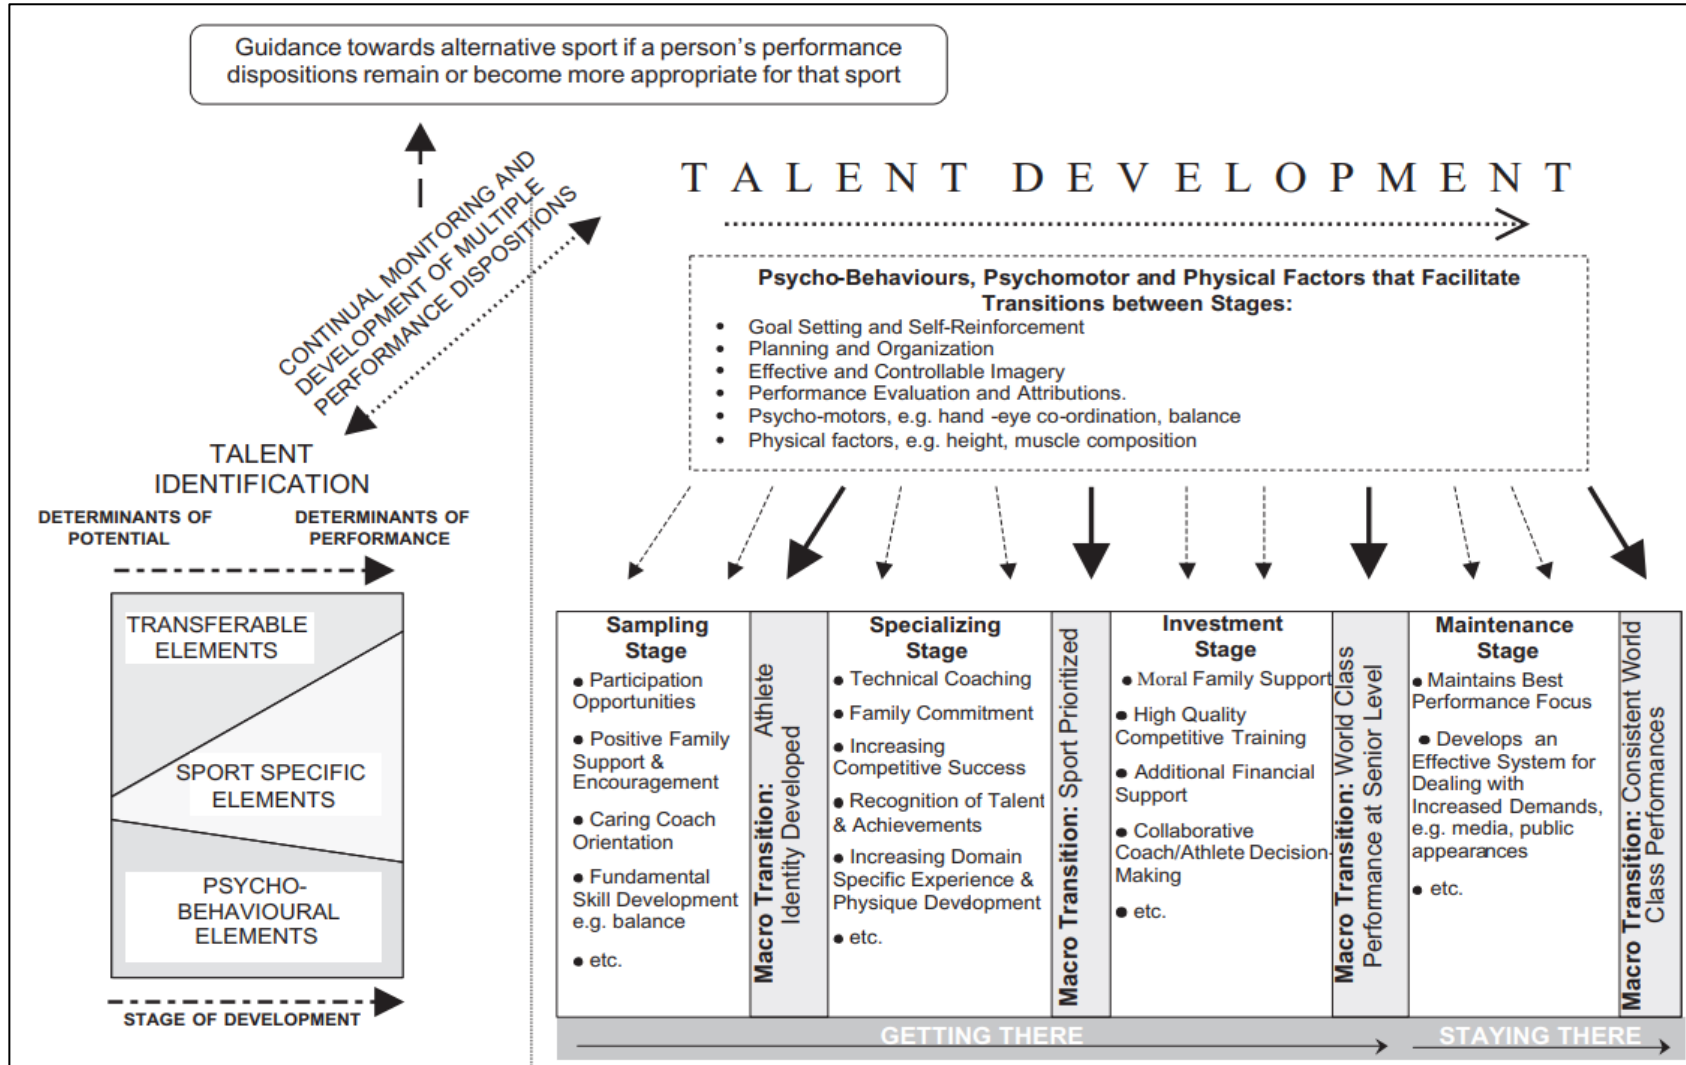 Guidance towards alternative sport if a person's performance
dispositions remain or become more appropriate for that sport
CONTINUAL MONITORING AND
DEVELOPMENT OF MULTIPLE
PERFORMANCE DISPOSITIONS
TALENT
IDENTIFICATION
DETERMINANTS OF
POTENTIAL
DETERMINANTS OF
PERFORMANCE
TRANSFERABLE
ELEMENTS
SPORT SPECIFIC
ELEMENTS
PSYCHO-
BEHAVIOURAL
ELEMENTS
STAGE OF DEVELOPMENT
TALENT DEVELOPMENT
Psycho-Behaviours, Psychomotor and Physical Factors that Facilitate
Transitions between Stages:
• Goal Setting and Self-Reinforcement
• Planning and Organization
• Effective and Controllable Imagery
• Performance Evaluation and Attributions.
• Psycho-motors, e.g. hand -eye co-ordination, balance
• Physical factors, e.g. height, muscle composition
Sampling
Stage
• Participation
Opportunities
• Positive Family
Support &
Encouragement
• Caring Coach
Orientation
• Fundamental
Skill Development
e.g. balance
• etc.
Macro Transition: Athlete
Identity Developed
Specializing
Stage
• Technical Coaching
• Family Commitment
• Increasing
Competitive Success
• Recognition of Talent
& Achievements
• Increasing Domain
Specific Experience &
Physique Development
• etc.
Macro Transition: Sport Prioritized
Investment
Stage
• Moral Family Support
• High Quality
Competitive Training
• Additional Financial
Support
• Collaborative
Coach/Athlete Decision-
Making
• etc.
Macro Transition: World Class
Performance at Senior Level
Maintenance
Stage
• Maintains Best
Performance Focus
• Develops an
Effective System for
Dealing with
Increased Demands,
e.g. media, public
appearances
• etc.
Macro Transition: Consistent World
Class Performances
GETTING THERE
STAYING THERE